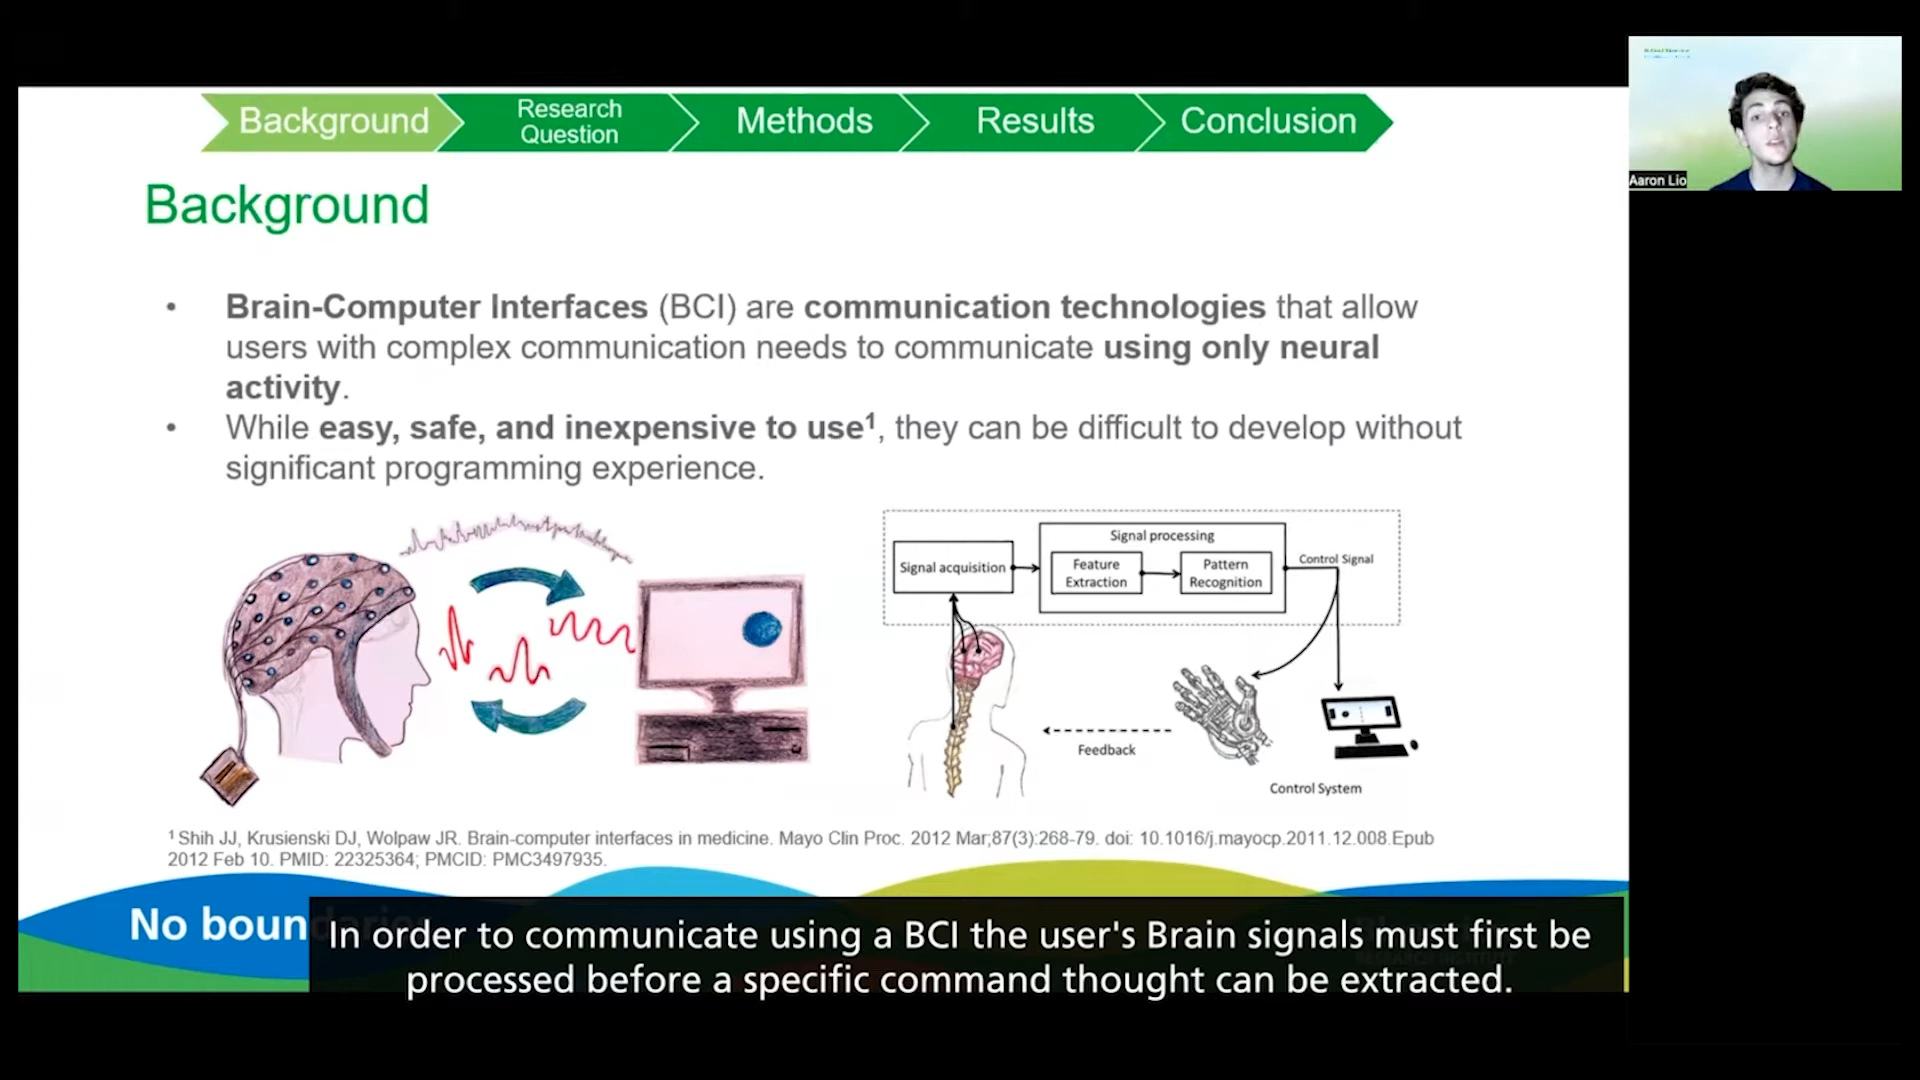 Background
Research
Question
Methods
Results
Conclusion
Aaron Lio
Background
• Brain-Computer Interfaces (BCI) are communication technologies that allow
users with complex communication needs to communicate using only neural
activity.
• While easy, safe, and inexpensive to use¹, they can be difficult to develop without
significant programming experience.
Signal processing
Signal acquisition
Feature
Extraction
Pattern
Recognition
Control Signal
Feedback
Control System
¹ Shih JJ, Krusienski DJ, Wolpaw JR. Brain-computer interfaces in medicine. Mayo Clin Proc. 2012 Mar;87(3):268-79. doi: 10.1016/j.mayocp.2011.12.008.Epub
2012 Feb 10. PMID: 22325364; PMCID: PMC3497935.
No boundaries
In order to communicate using a BCI the user's Brain signals must first be
processed before a specific command thought can be extracted.